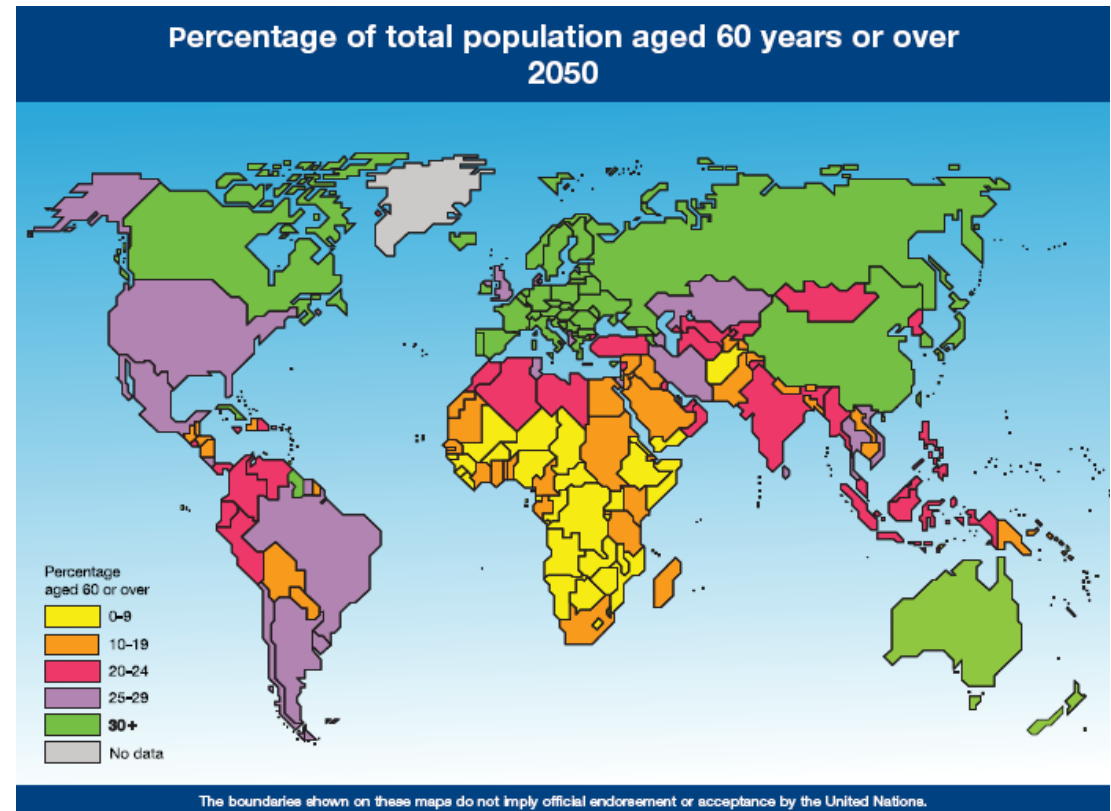 Percentage of total population aged 60 years or over
2050
Percentage
aged 60 or over
0–9
10–19
20–24
25–29
30+
No data
The boundaries shown on these maps do not imply official endorsement or acceptance by the United Nations.